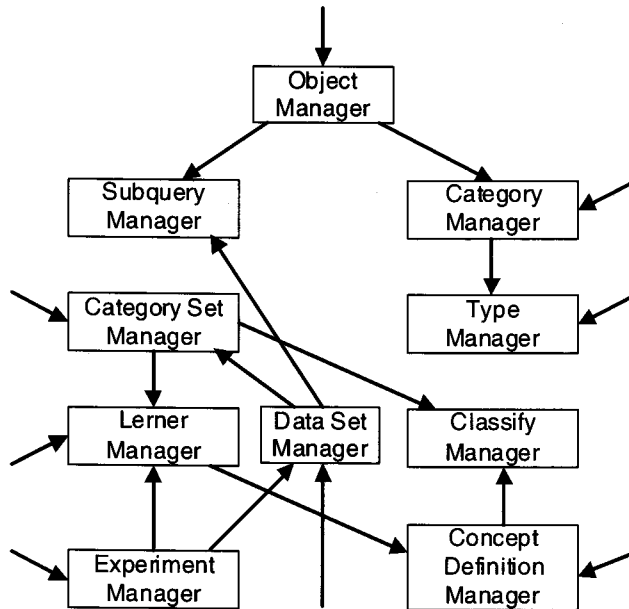 Object
Manager
Subquery
Manager
Category
Manager
Category Set
Manager
Type
Manager
Lerner
Manager
Data Set
Manager
Classify
Manager
Experiment
Manager
Concept
Definition
Manager